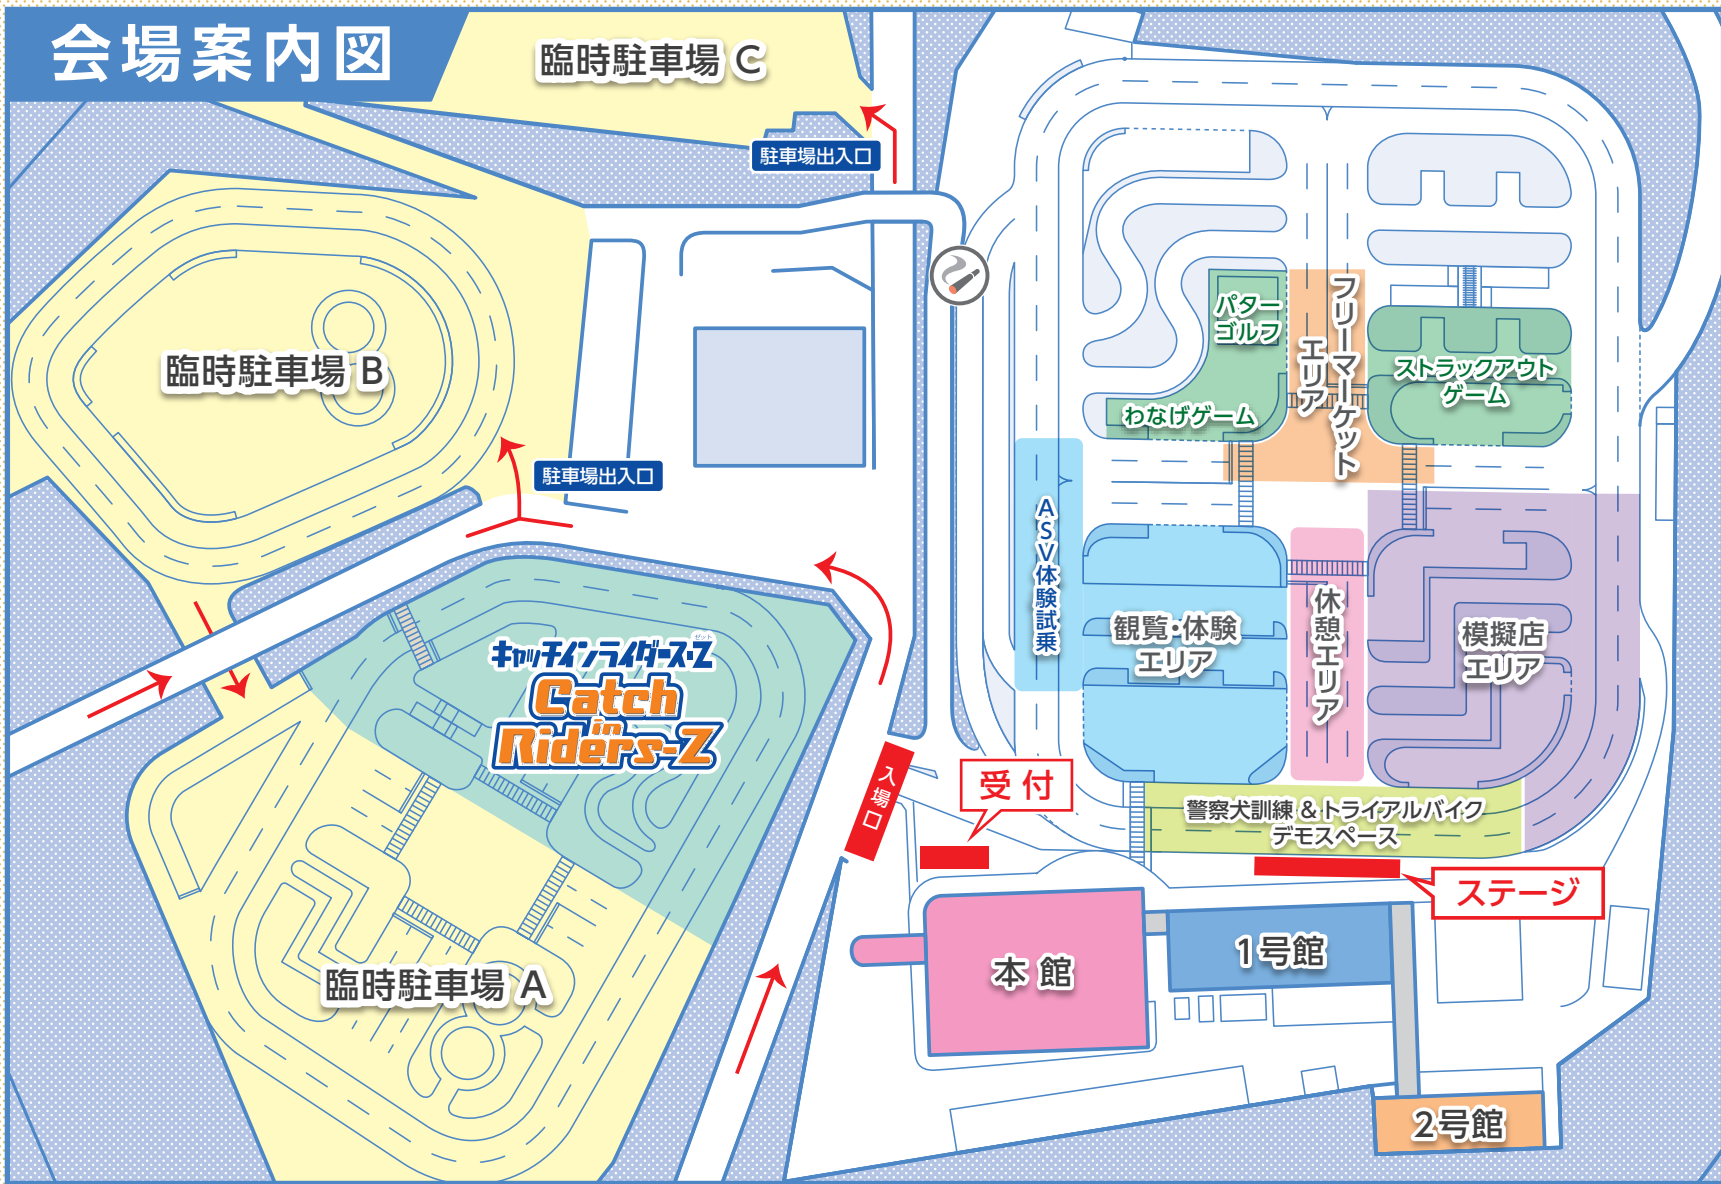 会場案内図
臨時駐車場 C
駐車場出入口
臨時駐車場 B
駐車場出入口
キャッチインライダース・Z
ゼット
Catch
in
Riders-Z
臨時駐車場 A
入場口
受付
パター
ゴルフ
わなげゲーム
フリーマーケット
エリア
ストラックアウト
ゲーム
ASV体験試乗
観覧・体験
エリア
休憩エリア
模擬店
エリア
警察犬訓練&トライアルバイク
デモスペース
ステージ
本館
1号館
2号館